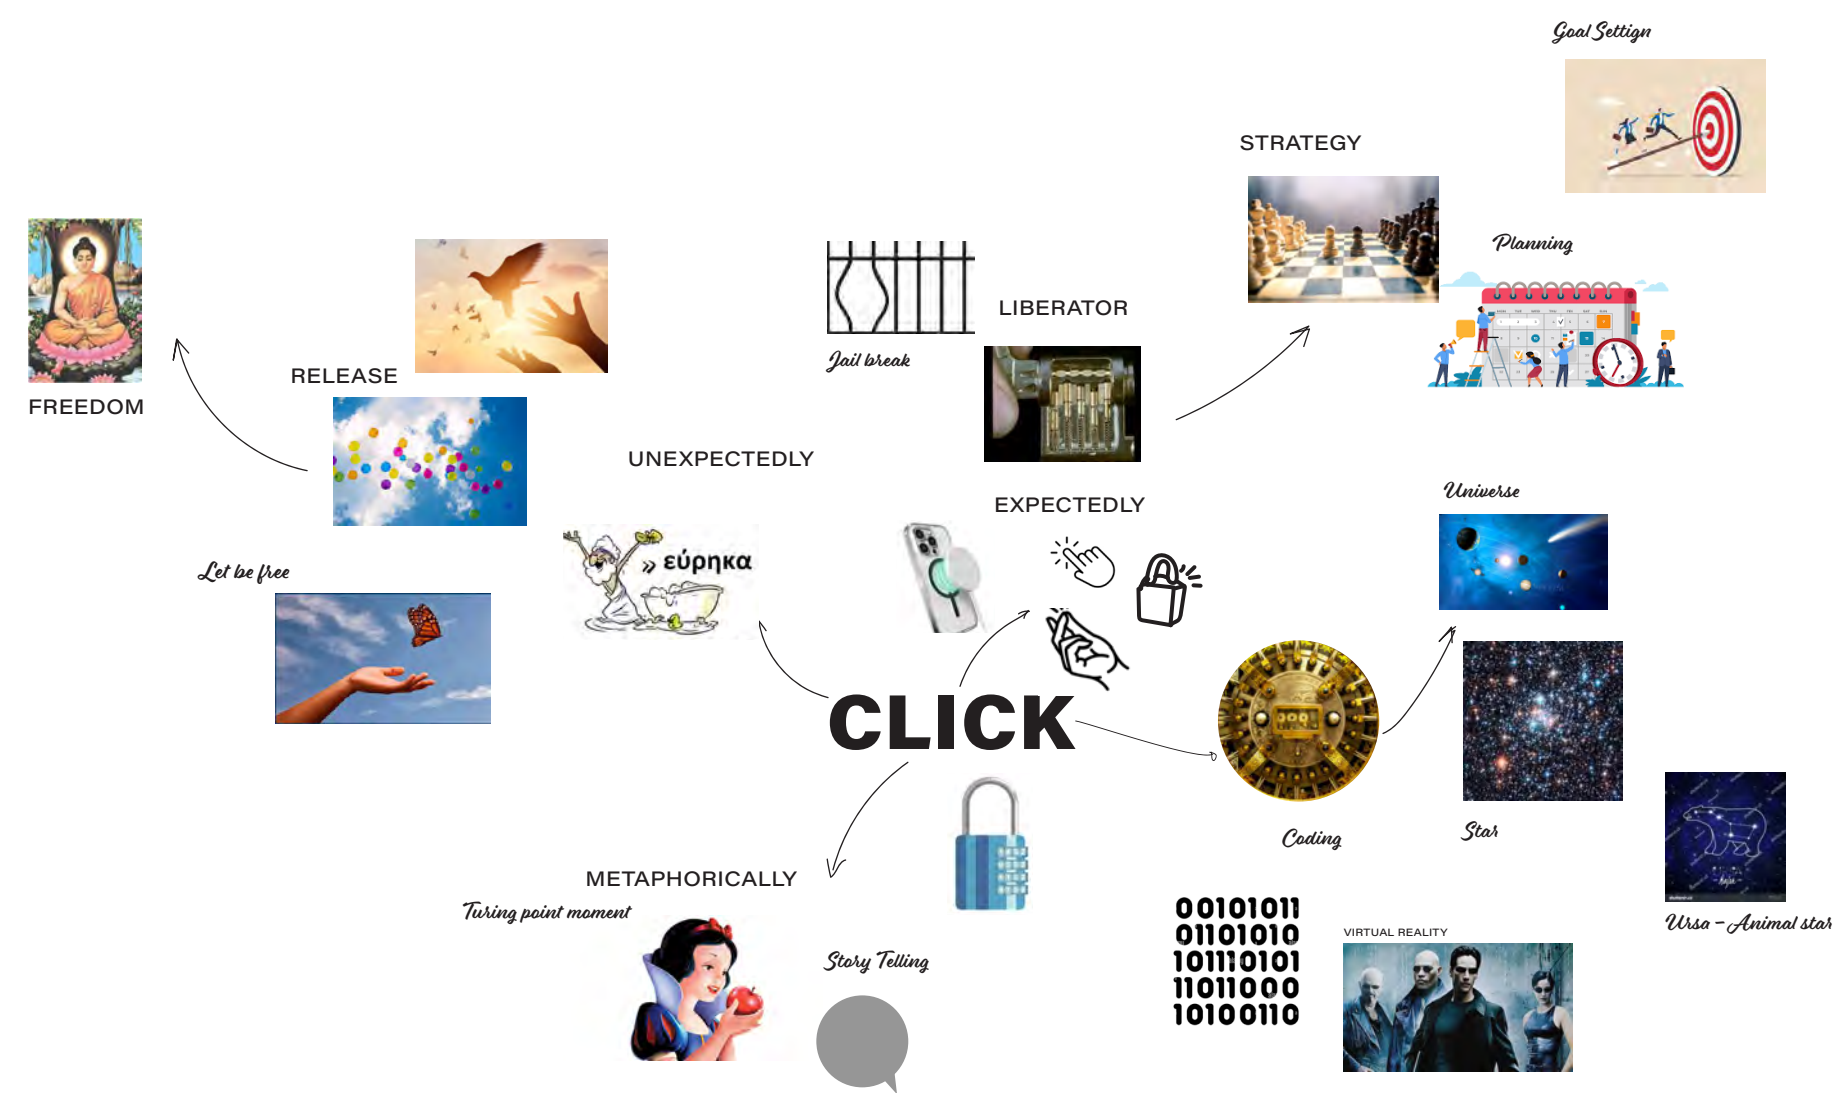 Goal Settign
STRATEGY
Planning
LIBERATOR
Jail break
RELEASE
FREEDOM
UNEXPECTEDLY
EXPECTEDLY
Universe
» εύρηκα
Let be free
CLICK
Coding
Star
METAPHORICALLY
Turing point moment
Story Telling
Ursa - Animal star
00101011
01101010
101110101
11011000
10100110
VIRTUAL REALITY